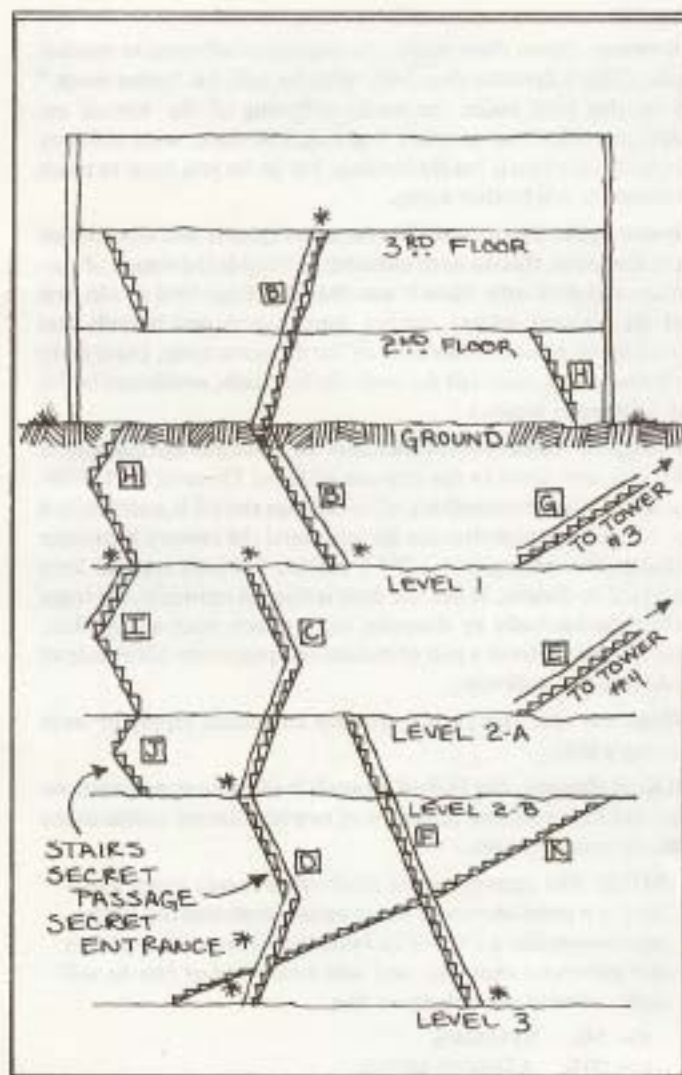 *
3RD FLOOR
B
2ND FLOOR
H
GROUND
H
B
G
TO TOWER #3
* * *
LEVEL 1
I
C
E
TO TOWER #4
LEVEL 2-A
J
*
LEVEL 2-B
F
K
D
STAIRS
SECRET
PASSAGE
SECRET
ENTRANCE *
* *
LEVEL 3